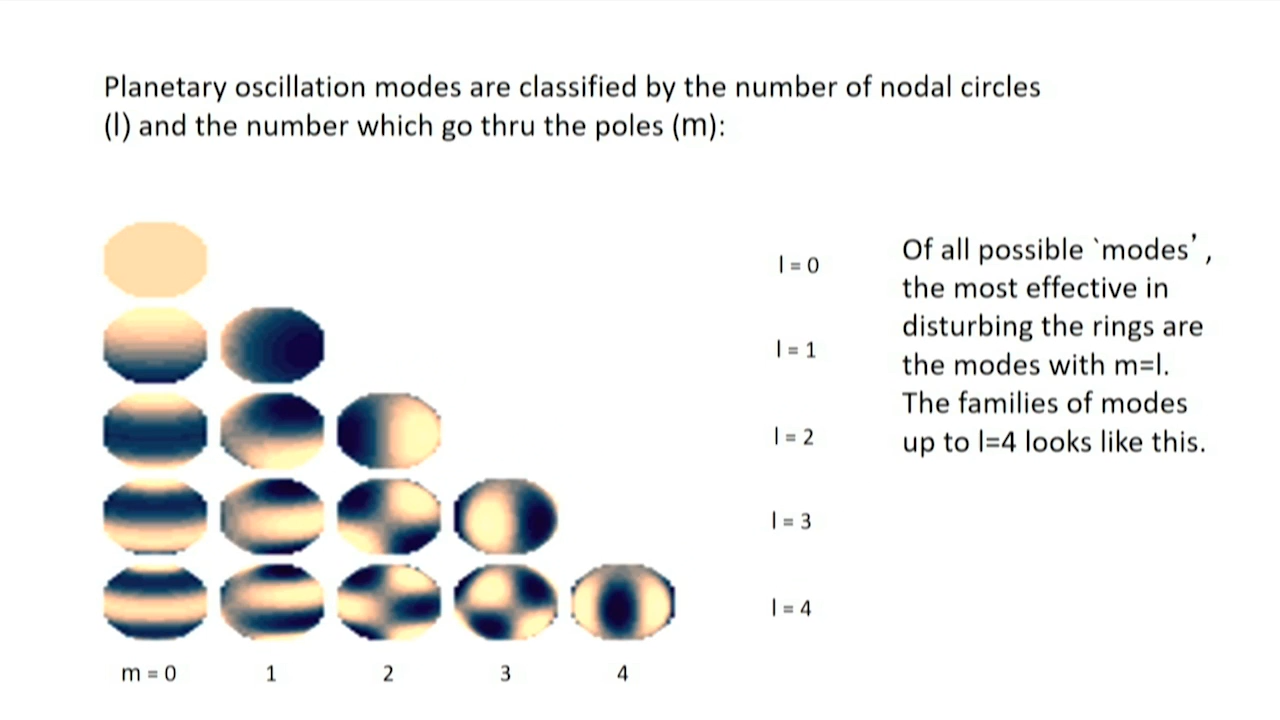 Planetary oscillation modes are classified by the number of nodal circles
(l) and the number which go thru the poles (m):
l = 0
l = 1
l = 2
l = 3
l = 4
m = 0 1 2 3 4
Of all possible `modes’,
the most effective in
disturbing the rings are
the modes with m=l.
The families of modes
up to l=4 looks like this.